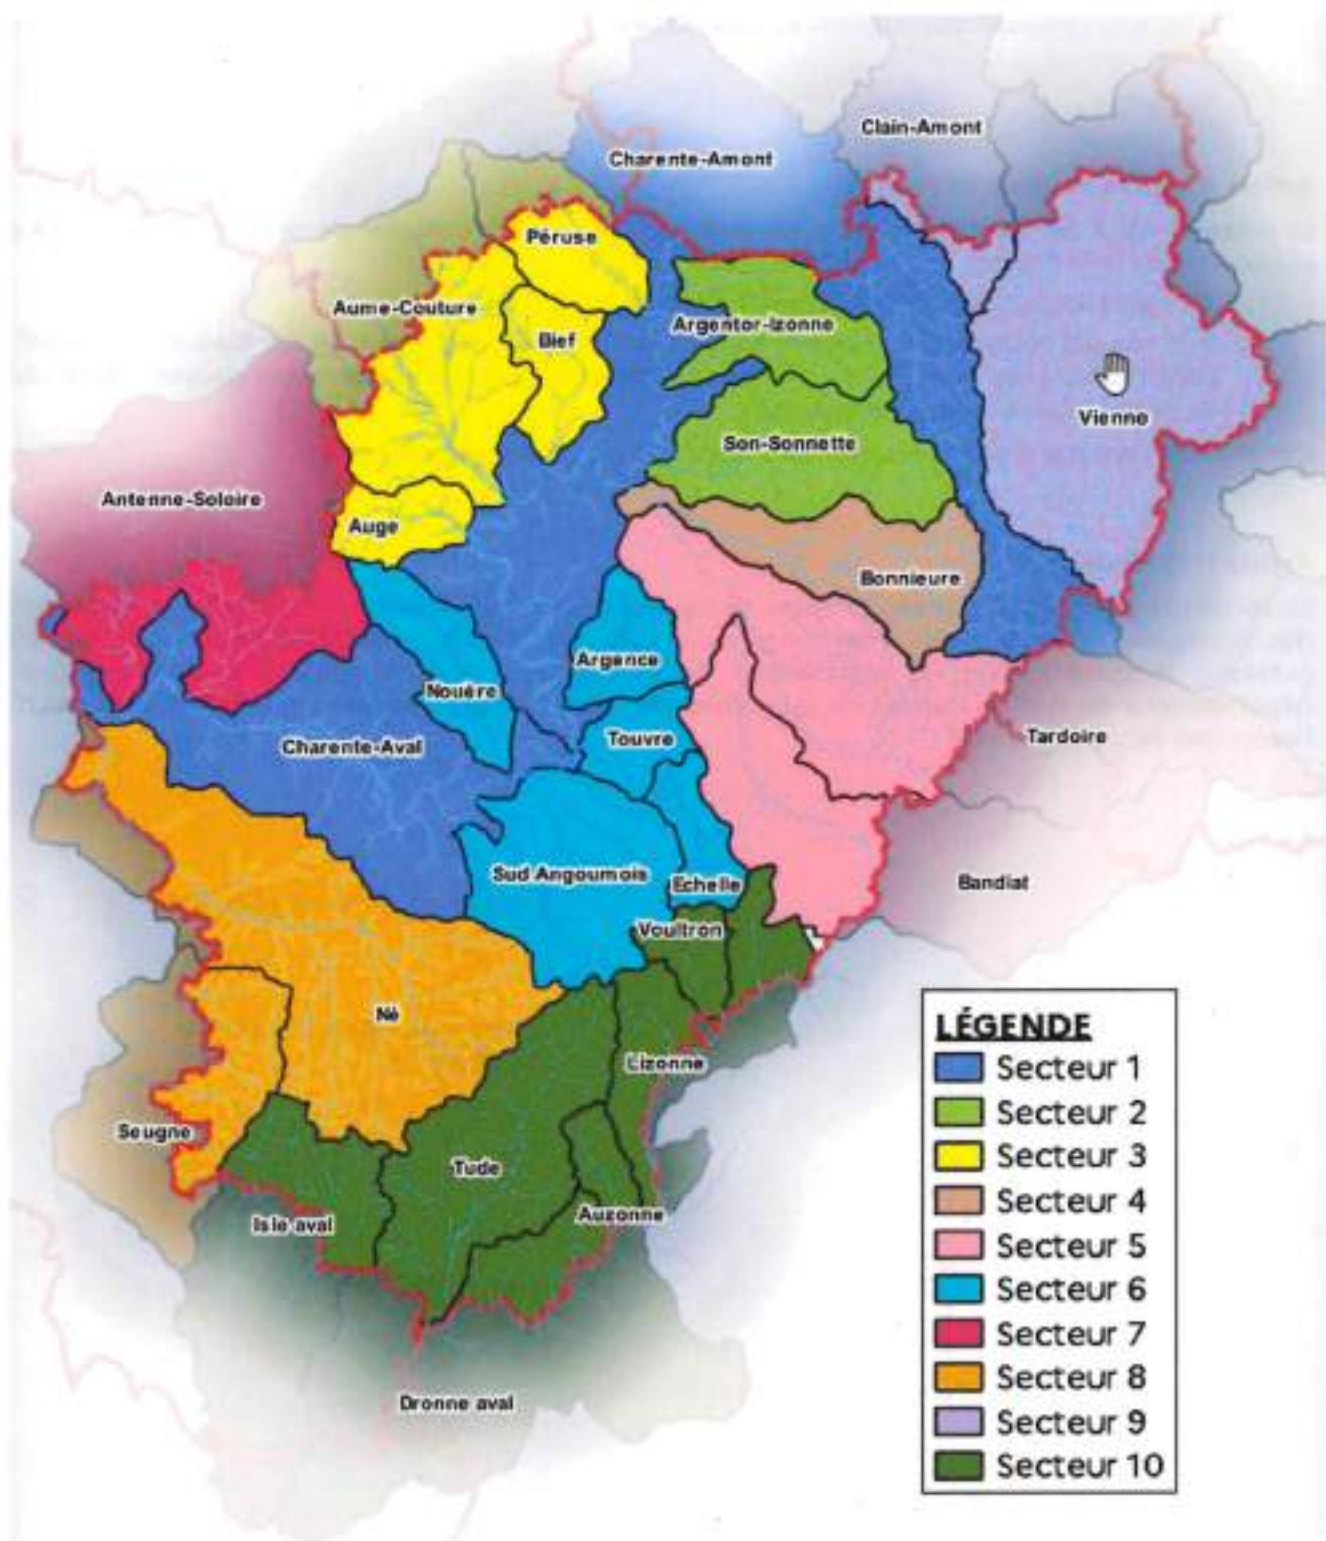 Clain-Amont
Charente-Amont
Péruse
Aume-Couture
Argentor-Izonne
Bief
Vienne
Son-Sonnette
Antenne-Soloire
Auge
Bonnieure
Argence
Nouère
Tardoire
Touvre
Charente-Aval
Sud Angoumois
Echelle
Bandiat
Voultron
Né
Lizonne
Seugne
Tude
Auzonne
Isle aval
Dronne aval
LÉGENDE
Secteur 1
Secteur 2
Secteur 3
Secteur 4
Secteur 5
Secteur 6
Secteur 7
Secteur 8
Secteur 9
Secteur 10